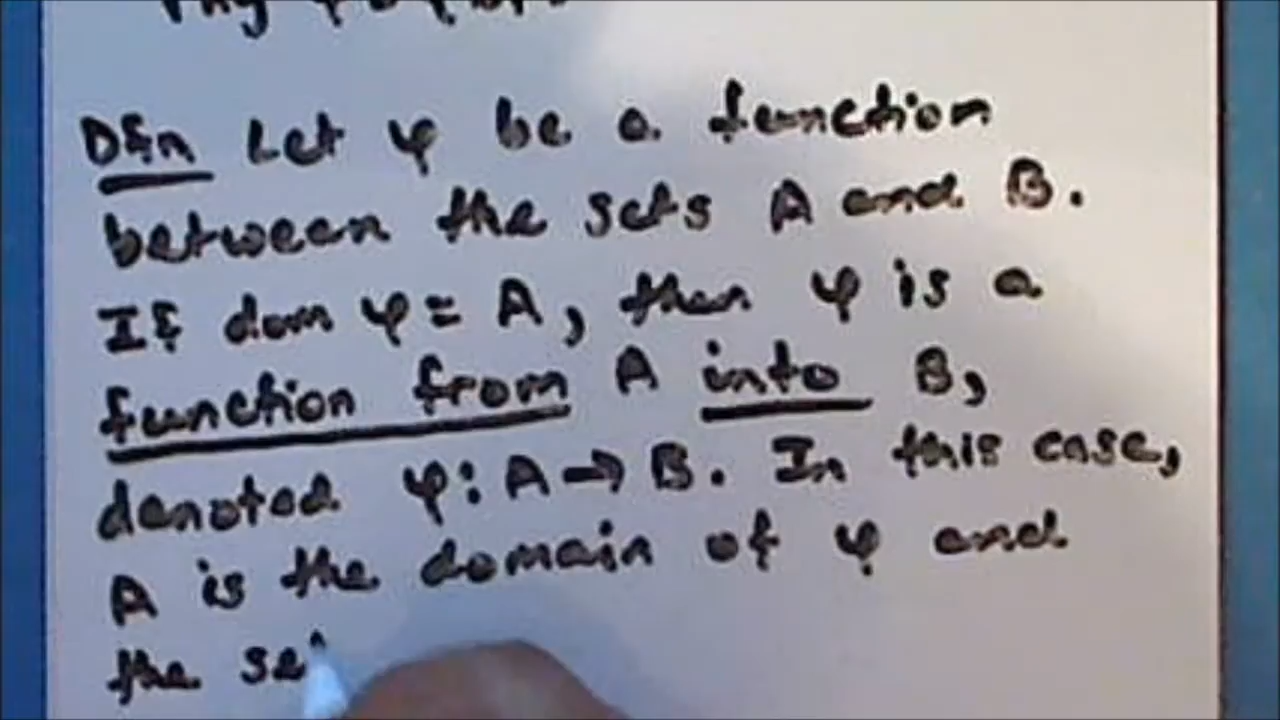 Dfn Let φ be a function
between the sets A and B.
If dom φ = A, then φ is a
function from A into B,
denoted φ: A → B. In this case,
A is the domain of φ and
the set